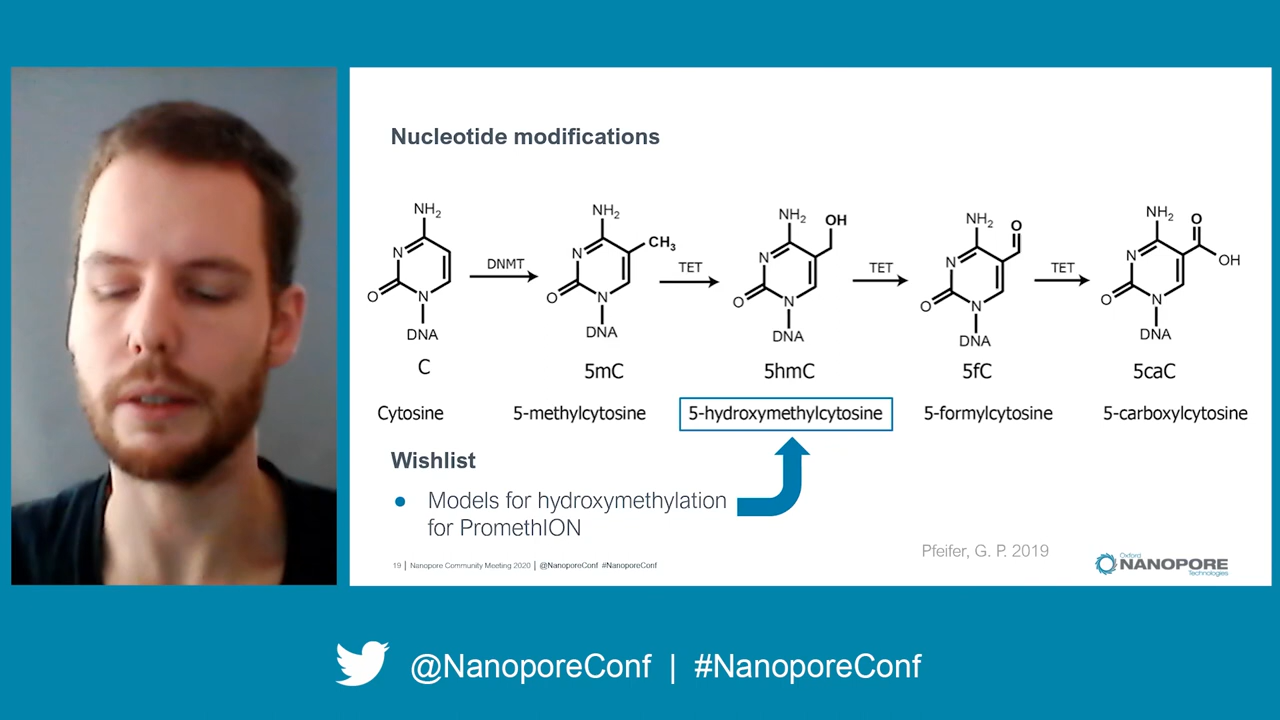 Nucleotide modifications
NH₂
N
O
N
DNA
C
Cytosine
DNMT
NH₂
CH₃
N
O
N
DNA
5mC
5-methylcytosine
TET
NH₂
OH
N
O
N
DNA
5hmC
5-hydroxymethylcytosine
TET
NH₂
O
N
O
N
DNA
5fC
5-formylcytosine
TET
NH₂
O
OH
N
O
N
DNA
5caC
5-carboxylcytosine
Wishlist
● Models for hydroxymethylation
for PromethION
Pfeifer, G. P. 2019
19 | Nanopore Community Meeting 2020 | @NanoporeConf #NanoporeConf
Oxford
NANOPORE
Technologies
@NanoporeConf | #NanoporeConf